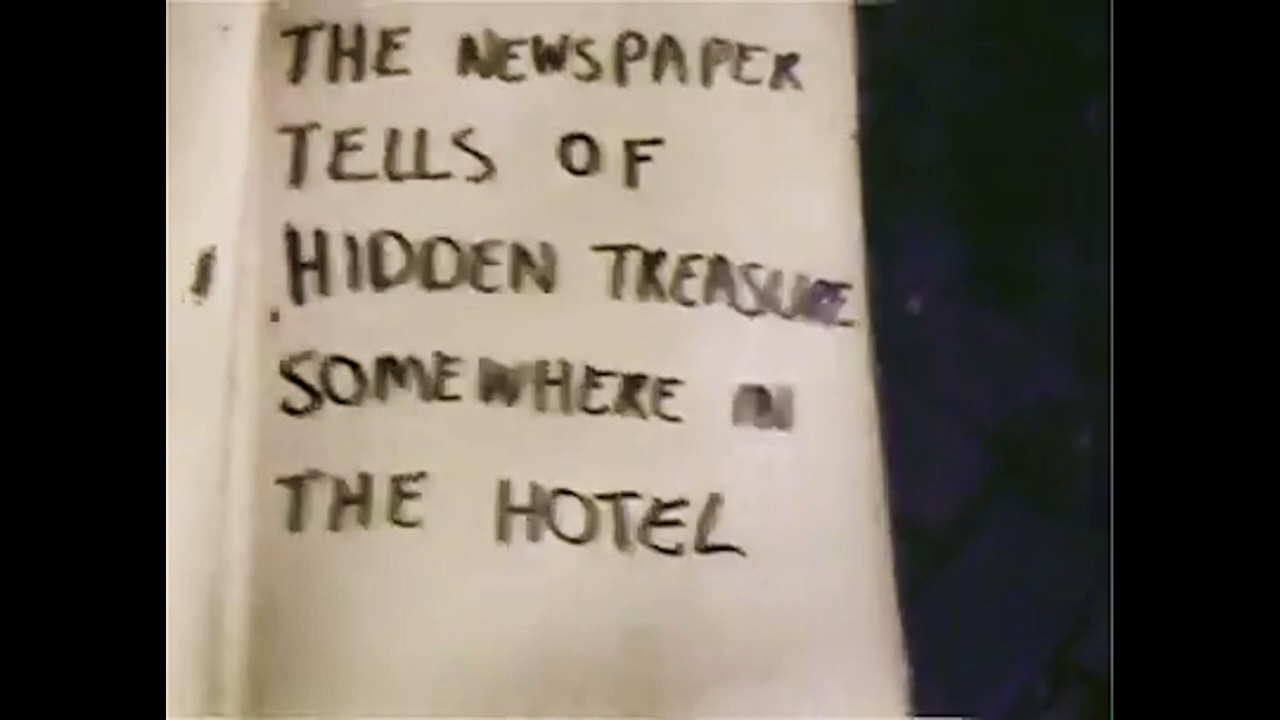 THE NEWSPAPER
TELLS OF
HIDDEN TREASURE
SOMEWHERE IN
THE HOTEL